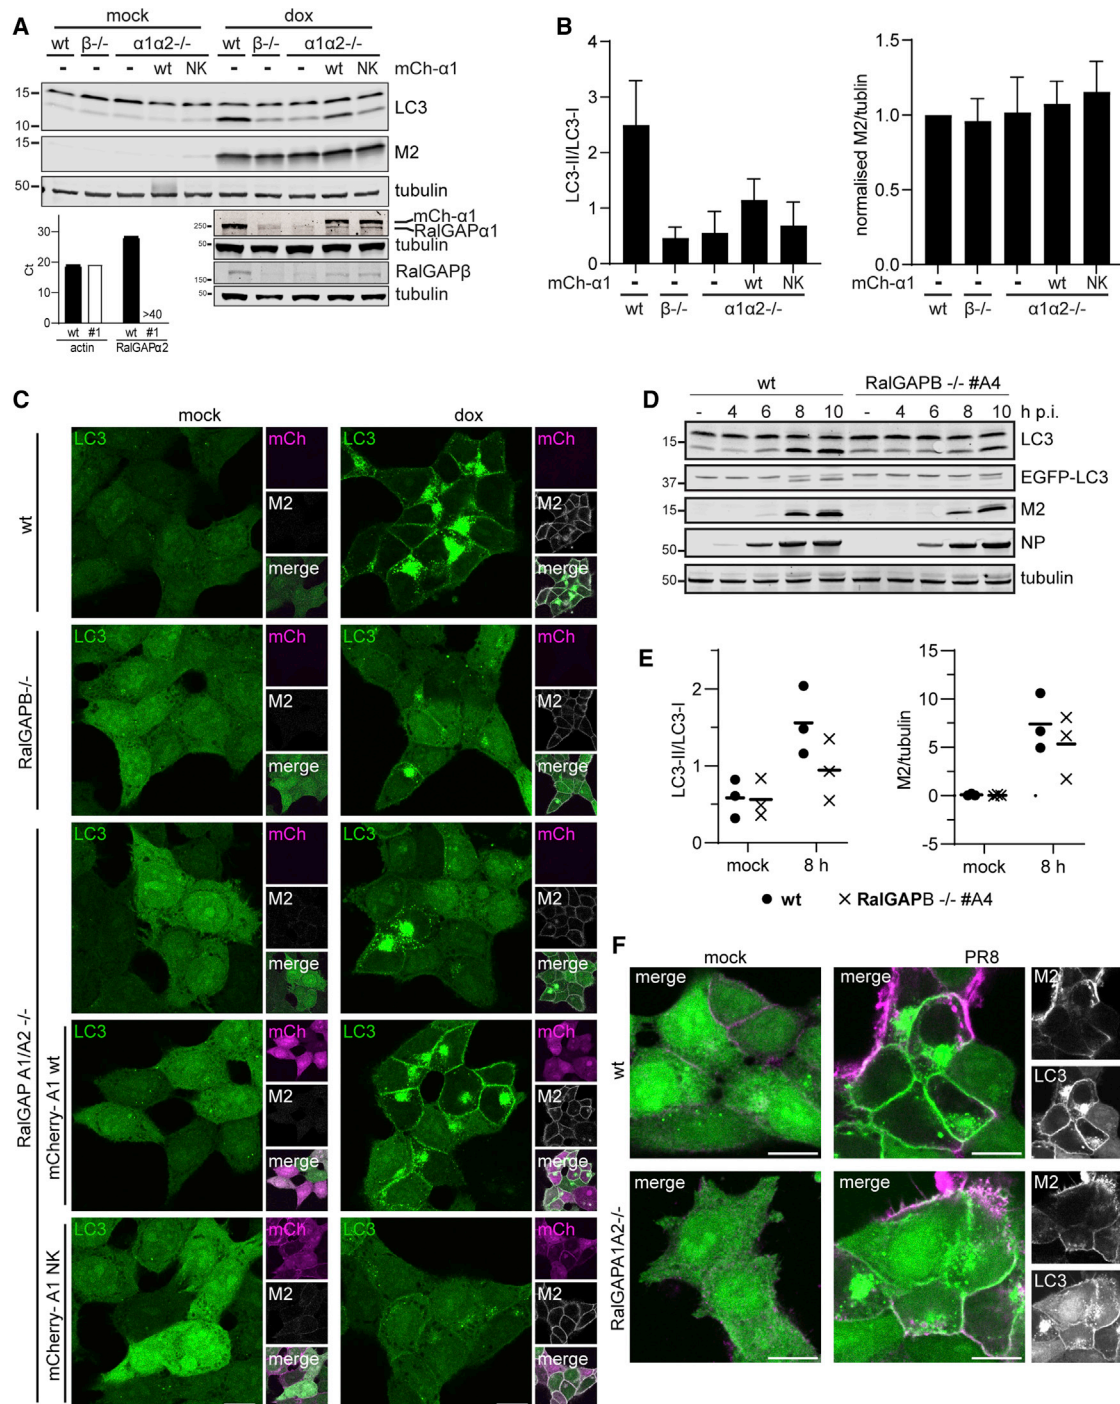 A
mock dox
wt β-/- α1α2-/- wt β-/- α1α2-/-
- - - wt NK - - - wt NK mCh-α1
15
10
LC3
15
M2
50
tubulin
250
mCh-α1
RalGAPα1
50
tubulin
150
RalGAPβ
50
tubulin
Ct
30
20
10
0
>40
wt #1 wt #1
actin RalGAPα2
B
LC3-II/LC3-I
4
3
2
1
0
mCh-α1 - - - wt NK
wt β-/- α1α2-/-
normalised M2/tublin
1.5
1.0
0.5
0.0
mCh-α1 - - - wt NK
wt β-/- α1α2-/-
C
mock dox
wt
LC3 mCh LC3 mCh
M2 M2
merge merge
RalGAPB-/-
LC3 mCh LC3 mCh
M2 M2
merge merge
RalGAP A1/A2 -/-
LC3 mCh LC3 mCh
M2 M2
merge merge
mCherry- A1 wt
LC3 mCh LC3 mCh
M2 M2
merge merge
mCherry- A1 NK
LC3 mCh LC3 mCh
M2 M2
merge merge
D
wt RalGAPB -/- #A4
- 4 6 8 10 - 4 6 8 10 h p.i.
15
LC3
37
EGFP-LC3
15
M2
50
NP
50
tubulin
E
LC3-II/LC3-I
2
1
0
mock 8 h
M2/tubulin
15
10
5
0
-5
mock 8 h
wt RalGAPB -/- #A4
F
mock PR8
wt
merge merge M2
LC3
RalGAPA1A2-/-
merge merge M2
LC3